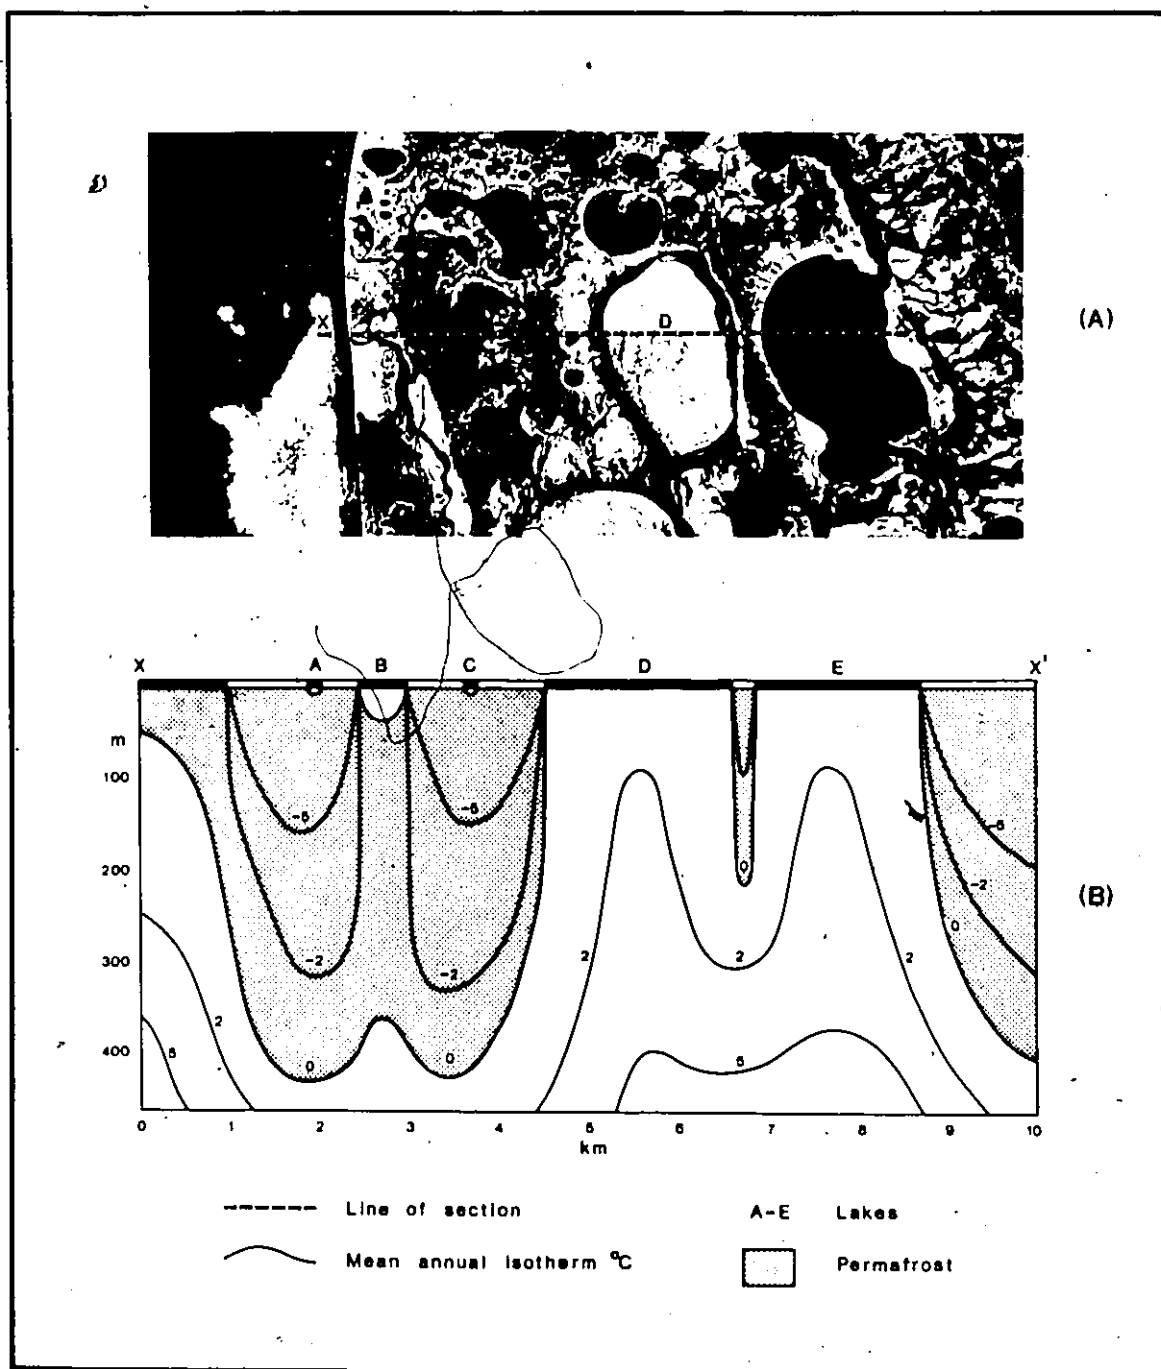 X D X
(A)
X A B C D E X'
m
100
200
300
400
-5 -2 0 -5 -2 0 0 -5 -2 0
2 5 2 2 2 5
(B)
0 1 2 3 4 5 6 7 8 9 10
km
Line of section
A-E Lakes
Mean annual isotherm °C
Permafrost